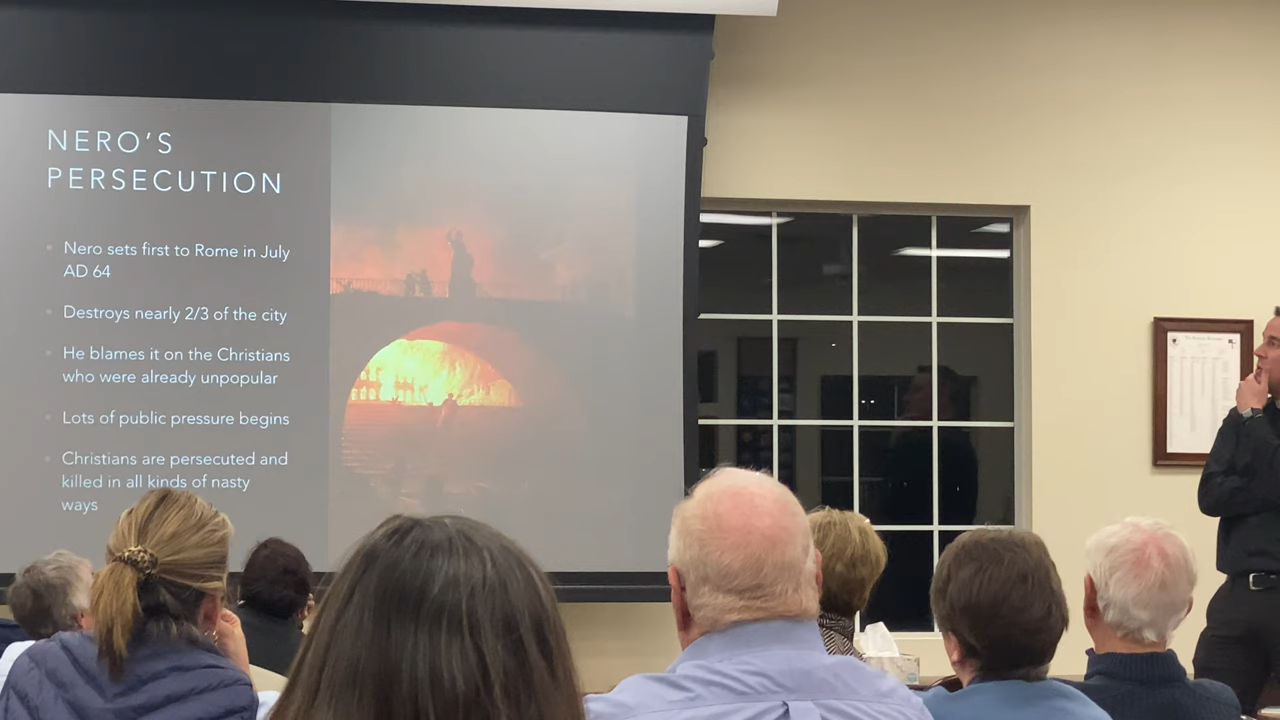 NERO'S
PERSECUTION
Nero sets first to Rome in July
AD 64
Destroys nearly 2/3 of the city
He blames it on the Christians
who were already unpopular
Lots of public pressure begins
Christians are persecuted and
killed in all kinds of nasty
ways